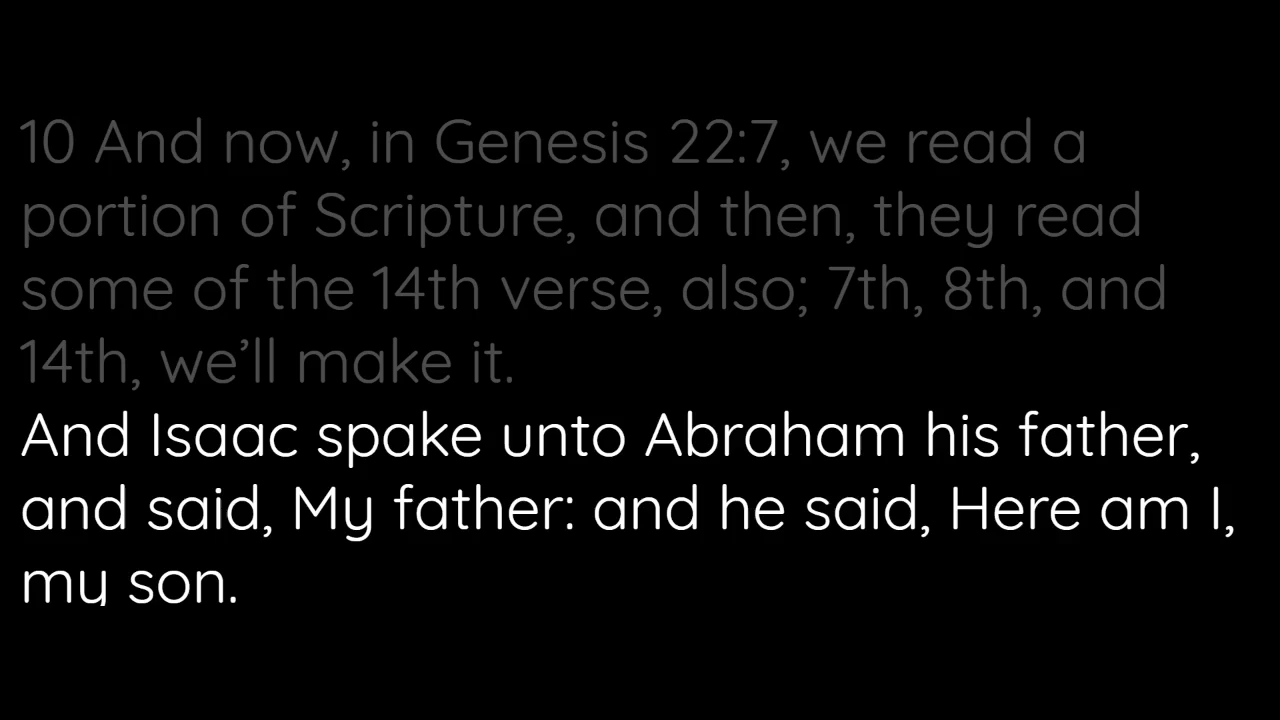 10 And now, in Genesis 22:7, we read a
portion of Scripture, and then, they read
some of the 14th verse, also; 7th, 8th, and
14th, we’ll make it.
And Isaac spake unto Abraham his father,
and said, My father: and he said, Here am I,
my son.